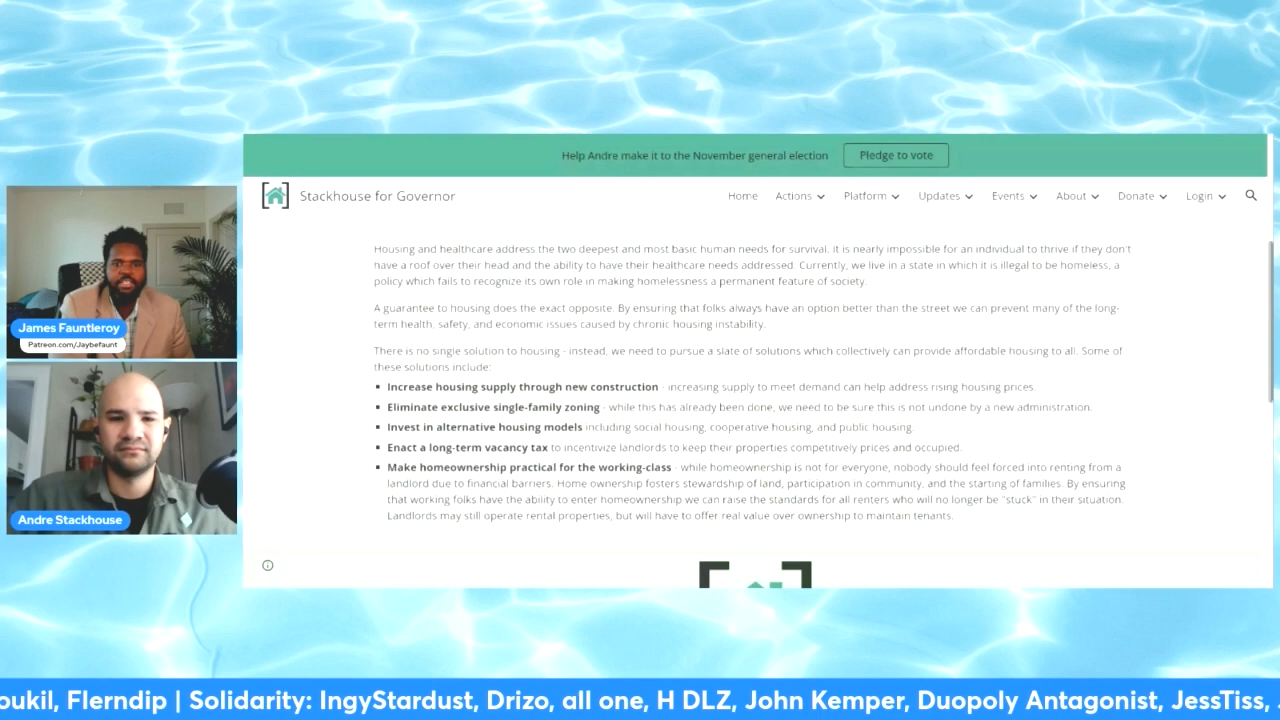 Help Andre make it to the November general election
Pledge to vote
Stackhouse for Governor
Home
Actions
Platform
Updates
Events
About
Donate
Login
Housing and healthcare address the two deepest and most basic human needs for survival. It is nearly impossible for an individual to thrive if they don't
have a roof over their head and the ability to have their healthcare needs addressed. Currently, we live in a state in which it is illegal to be homeless, a
policy which fails to recognize its own role in making homelessness a permanent feature of society.
A guarantee to housing does the exact opposite. By ensuring that folks always have an option better than the street we can prevent many of the long-
term health, safety, and economic issues caused by chronic housing instability.
There is no single solution to housing - instead, we need to pursue a slate of solutions which collectively can provide affordable housing to all. Some of
these solutions include:
▪ Increase housing supply through new construction - increasing supply to meet demand can help address rising housing prices.
▪ Eliminate exclusive single-family zoning - while this has already been done, we need to be sure this is not undone by a new administration.
▪ Invest in alternative housing models including social housing, cooperative housing, and public housing.
▪ Enact a long-term vacancy tax to incentivize landlords to keep their properties competitively prices and occupied.
▪ Make homeownership practical for the working-class - while homeownership is not for everyone, nobody should feel forced into renting from a
landlord due to financial barriers. Home ownership fosters stewardship of land, participation in community, and the starting of families. By ensuring
that working folks have the ability to enter homeownership we can raise the standards for all renters who will no longer be "stuck" in their situation.
Landlords may still operate rental properties, but will have to offer real value over ownership to maintain tenants.
James Fauntleroy
Patreon.com/Jaybefaunt
Andre Stackhouse
oukil, Flerndip | Solidarity: IngyStardust, Drizo, all one, H DLZ, John Kemper, Duopoly Antagonist, JessTiss,